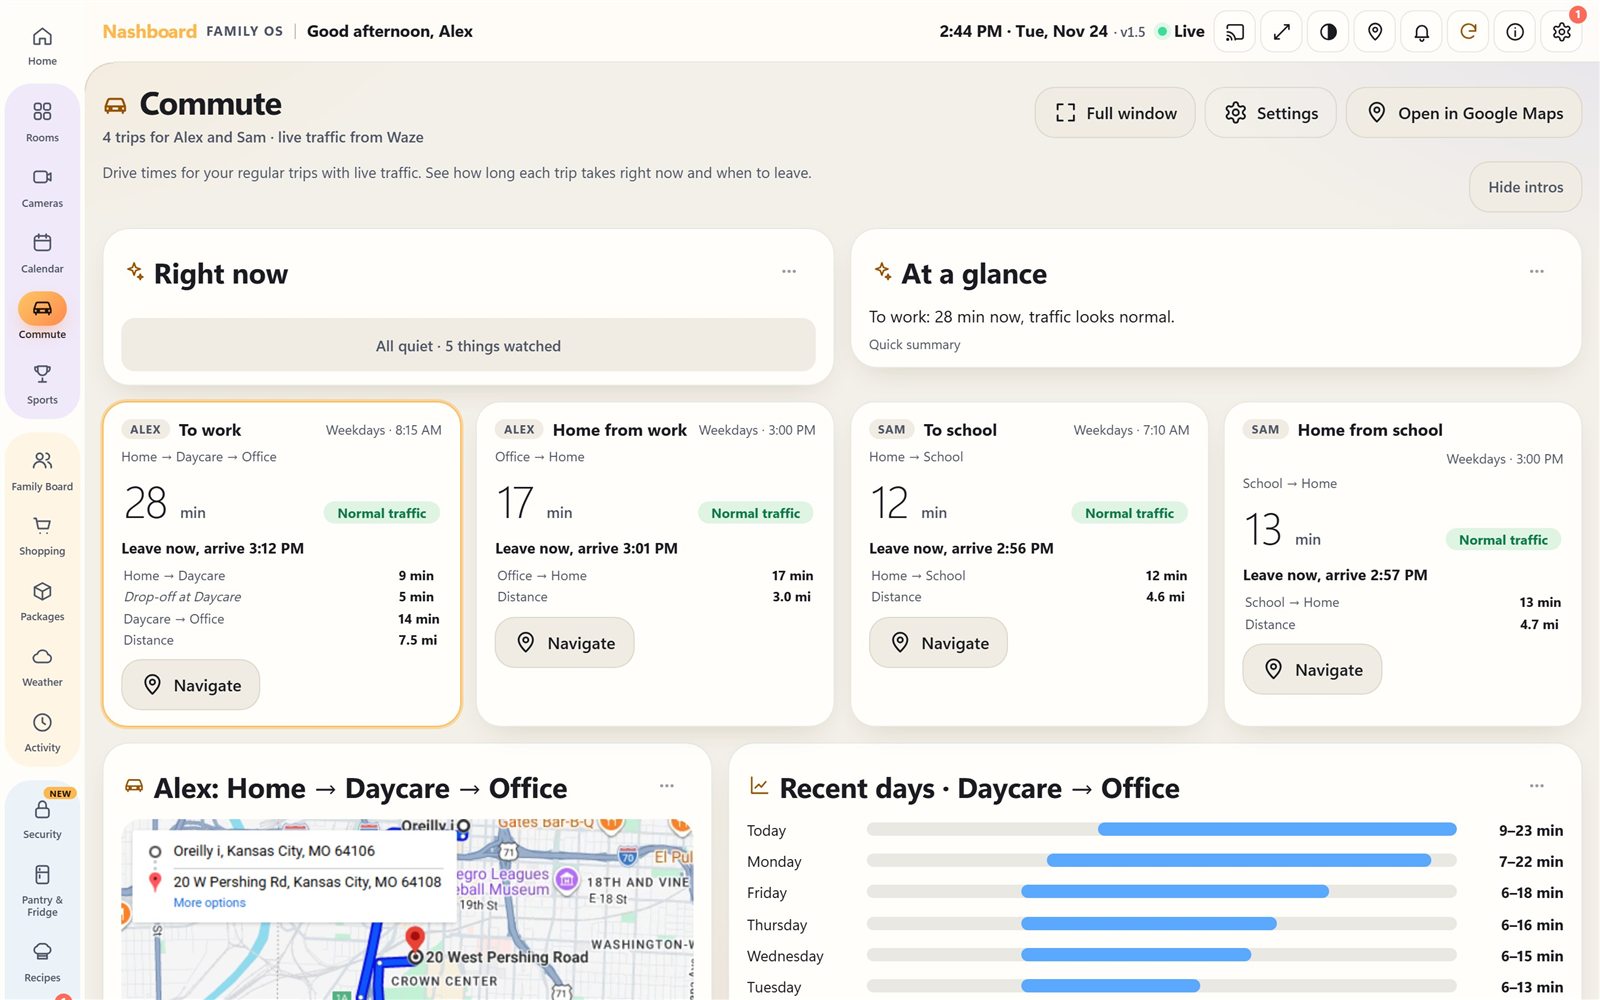 Nashboard FAMILY OS Good afternoon, Alex
2:44 PM · Tue, Nov 24 · v1.5 Live
1
Home
Rooms
Cameras
Calendar
Commute
Sports
Family Board
Shopping
Packages
Weather
Activity
NEW
Security
Pantry &
Fridge
Recipes
Commute
4 trips for Alex and Sam · live traffic from Waze
Drive times for your regular trips with live traffic. See how long each trip takes right now and when to leave.
Full window
Settings
Open in Google Maps
Hide intros
Right now
All quiet · 5 things watched
At a glance
To work: 28 min now, traffic looks normal.
Quick summary
ALEX To work Weekdays · 8:15 AM
Home → Daycare → Office
28 min Normal traffic
Leave now, arrive 3:12 PM
Home → Daycare 9 min
Drop-off at Daycare 5 min
Daycare → Office 14 min
Distance 7.5 mi
Navigate
ALEX Home from work Weekdays · 3:00 PM
Office → Home
17 min Normal traffic
Leave now, arrive 3:01 PM
Office → Home 17 min
Distance 3.0 mi
Navigate
SAM To school Weekdays · 7:10 AM
Home → School
12 min Normal traffic
Leave now, arrive 2:56 PM
Home → School 12 min
Distance 4.6 mi
Navigate
SAM Home from school
Weekdays · 3:00 PM
School → Home
13 min Normal traffic
Leave now, arrive 2:57 PM
School → Home 13 min
Distance 4.7 mi
Navigate
Alex: Home → Daycare → Office
Oreilly i
Gates Bar-B-Q
Oreilly i, Kansas City, MO 64106
20 W Pershing Rd, Kansas City, MO 64108
More options
71
70
El Pul
egro Leagues
eball Museum
18TH AND VINE
E 18 St
19th St
St
WASHINGTON-W
20 West Pershing Road
CROWN CENTER
71
Recent days · Daycare → Office
Today 9–23 min
Monday 7–22 min
Friday 6–18 min
Thursday 6–16 min
Wednesday 6–15 min
Tuesday 6–13 min